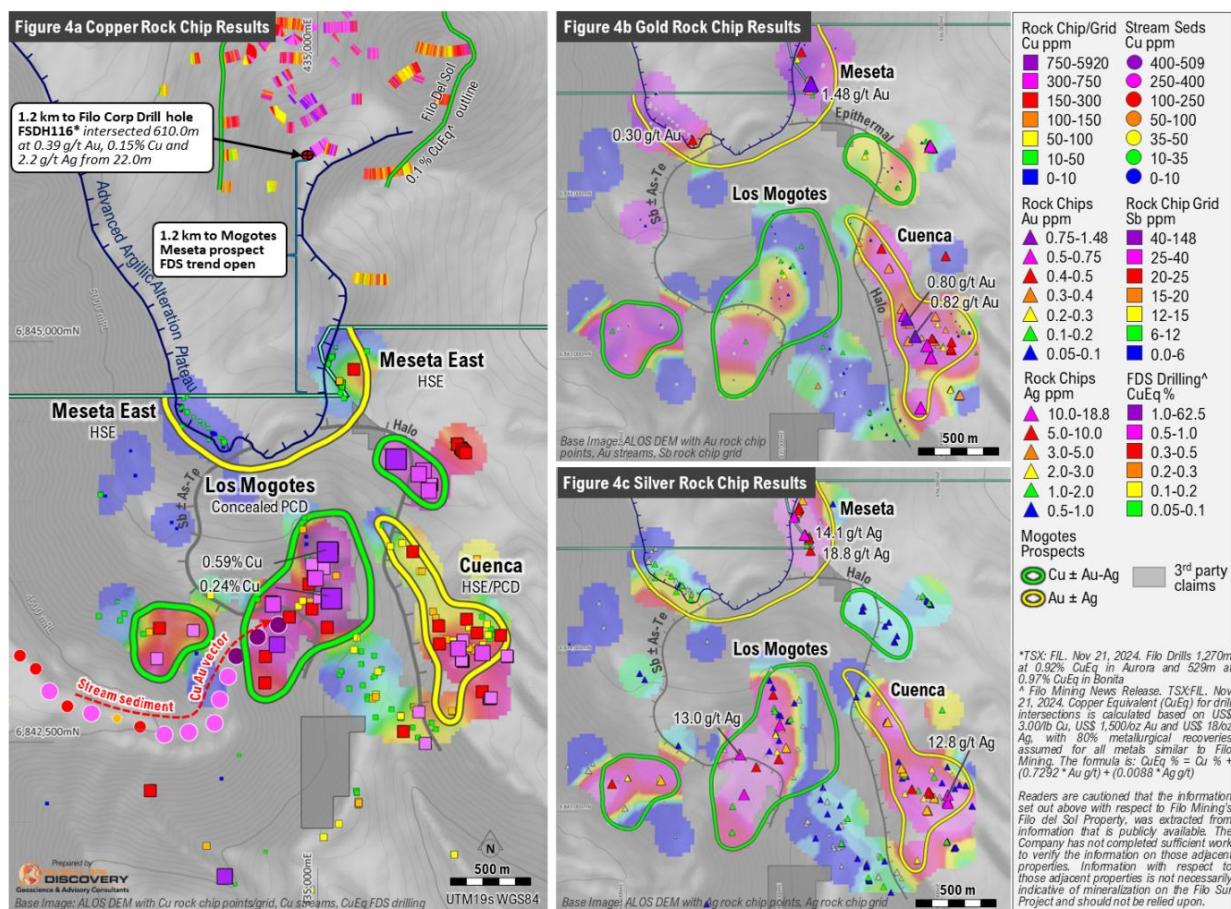 Figure 4a Copper Rock Chip Results
435,000mE
Filo Del Sol
0.1 % CuEq^ outline
1.2 km to Filo Corp Drill hole
FSDH116* intersected 610.0m
at 0.39 g/t Au, 0.15% Cu and
2.2 g/t Ag from 22.0m
Advanced Argillic Alteration Plateau
1.2 km to Mogotes
Meseta prospect
FDS trend open
6,845,000mN
Meseta East
HSE
Meseta East
HSE
Halo
Sb ± As-Te
Los Mogotes
Concealed PCD
0.59% Cu
0.24% Cu
Cuenca
HSE/PCD
Stream sediment
Cu Au vector
6,842,500mN
N
500 m
UTM19s WGS84
Prepared by
DISCOVERY
Geoscience & Advisory Consultants
Base Image: ALOS DEM with Cu rock chip points/grid, Cu streams, CuEq FDS drilling
Figure 4b Gold Rock Chip Results
Meseta
1.48 g/t Au
0.30 g/t Au
Epithermal
Sb ± As-Te
Los Mogotes
Cuenca
0.80 g/t Au
0.82 g/t Au
Halo
Base Image: ALOS DEM with Au rock chip
points, Au streams, Sb rock chip grid
500 m
Figure 4c Silver Rock Chip Results
Meseta
14.1 g/t Ag
18.8 g/t Ag
Halo
Sb ± As-Te
Los Mogotes
Cuenca
13.0 g/t Ag
12.8 g/t Ag
500 m
Base Image: ALOS DEM with Ag rock chip points, Ag rock chip grid
Rock Chip/Grid
Cu ppm
750-5920
300-750
150-300
100-150
50-100
10-50
0-10
Stream Seds
Cu ppm
400-509
250-400
100-250
50-100
35-50
10-35
0-10
Rock Chips
Au ppm
0.75-1.48
0.5-0.75
0.4-0.5
0.3-0.4
0.2-0.3
0.1-0.2
0.05-0.1
Rock Chip Grid
Sb ppm
40-148
25-40
20-25
15-20
12-15
6-12
0.0-6
Rock Chips
Ag ppm
10.0-18.8
5.0-10.0
3.0-5.0
2.0-3.0
1.0-2.0
0.5-1.0
FDS Drilling^
CuEq %
1.0-62.5
0.5-1.0
0.3-0.5
0.2-0.3
0.1-0.2
0.05-0.1
Mogotes
Prospects
Cu ± Au-Ag
Au ± Ag
3rd party
claims
*TSX: FIL. Nov 21, 2024. Filo Drills 1,270m
at 0.92% CuEq in Aurora and 529m at
0.97% CuEq in Bonita
^ Filo Mining News Release. TSX:FIL. Nov
21, 2024. Copper Equivalent (CuEq) for drill
intersections is calculated based on US$
3.00/lb Cu, US$ 1,500/oz Au and US$ 18/oz
Ag, with 80% metallurgical recoveries
assumed for all metals similar to Filo
Mining. The formula is: CuEq % = Cu % +
(0.7292 * Au g/t) + (0.0088 * Ag g/t)
Readers are cautioned that the information
set out above with respect to Filo Mining's
Filo del Sol Property, was extracted from
information that is publicly available. The
Company has not completed sufficient work
to verify the information on those adjacent
properties. Information with respect to
those adjacent properties is not necessarily
indicative of mineralization on the Filo Sur
Project and should not be relied upon.